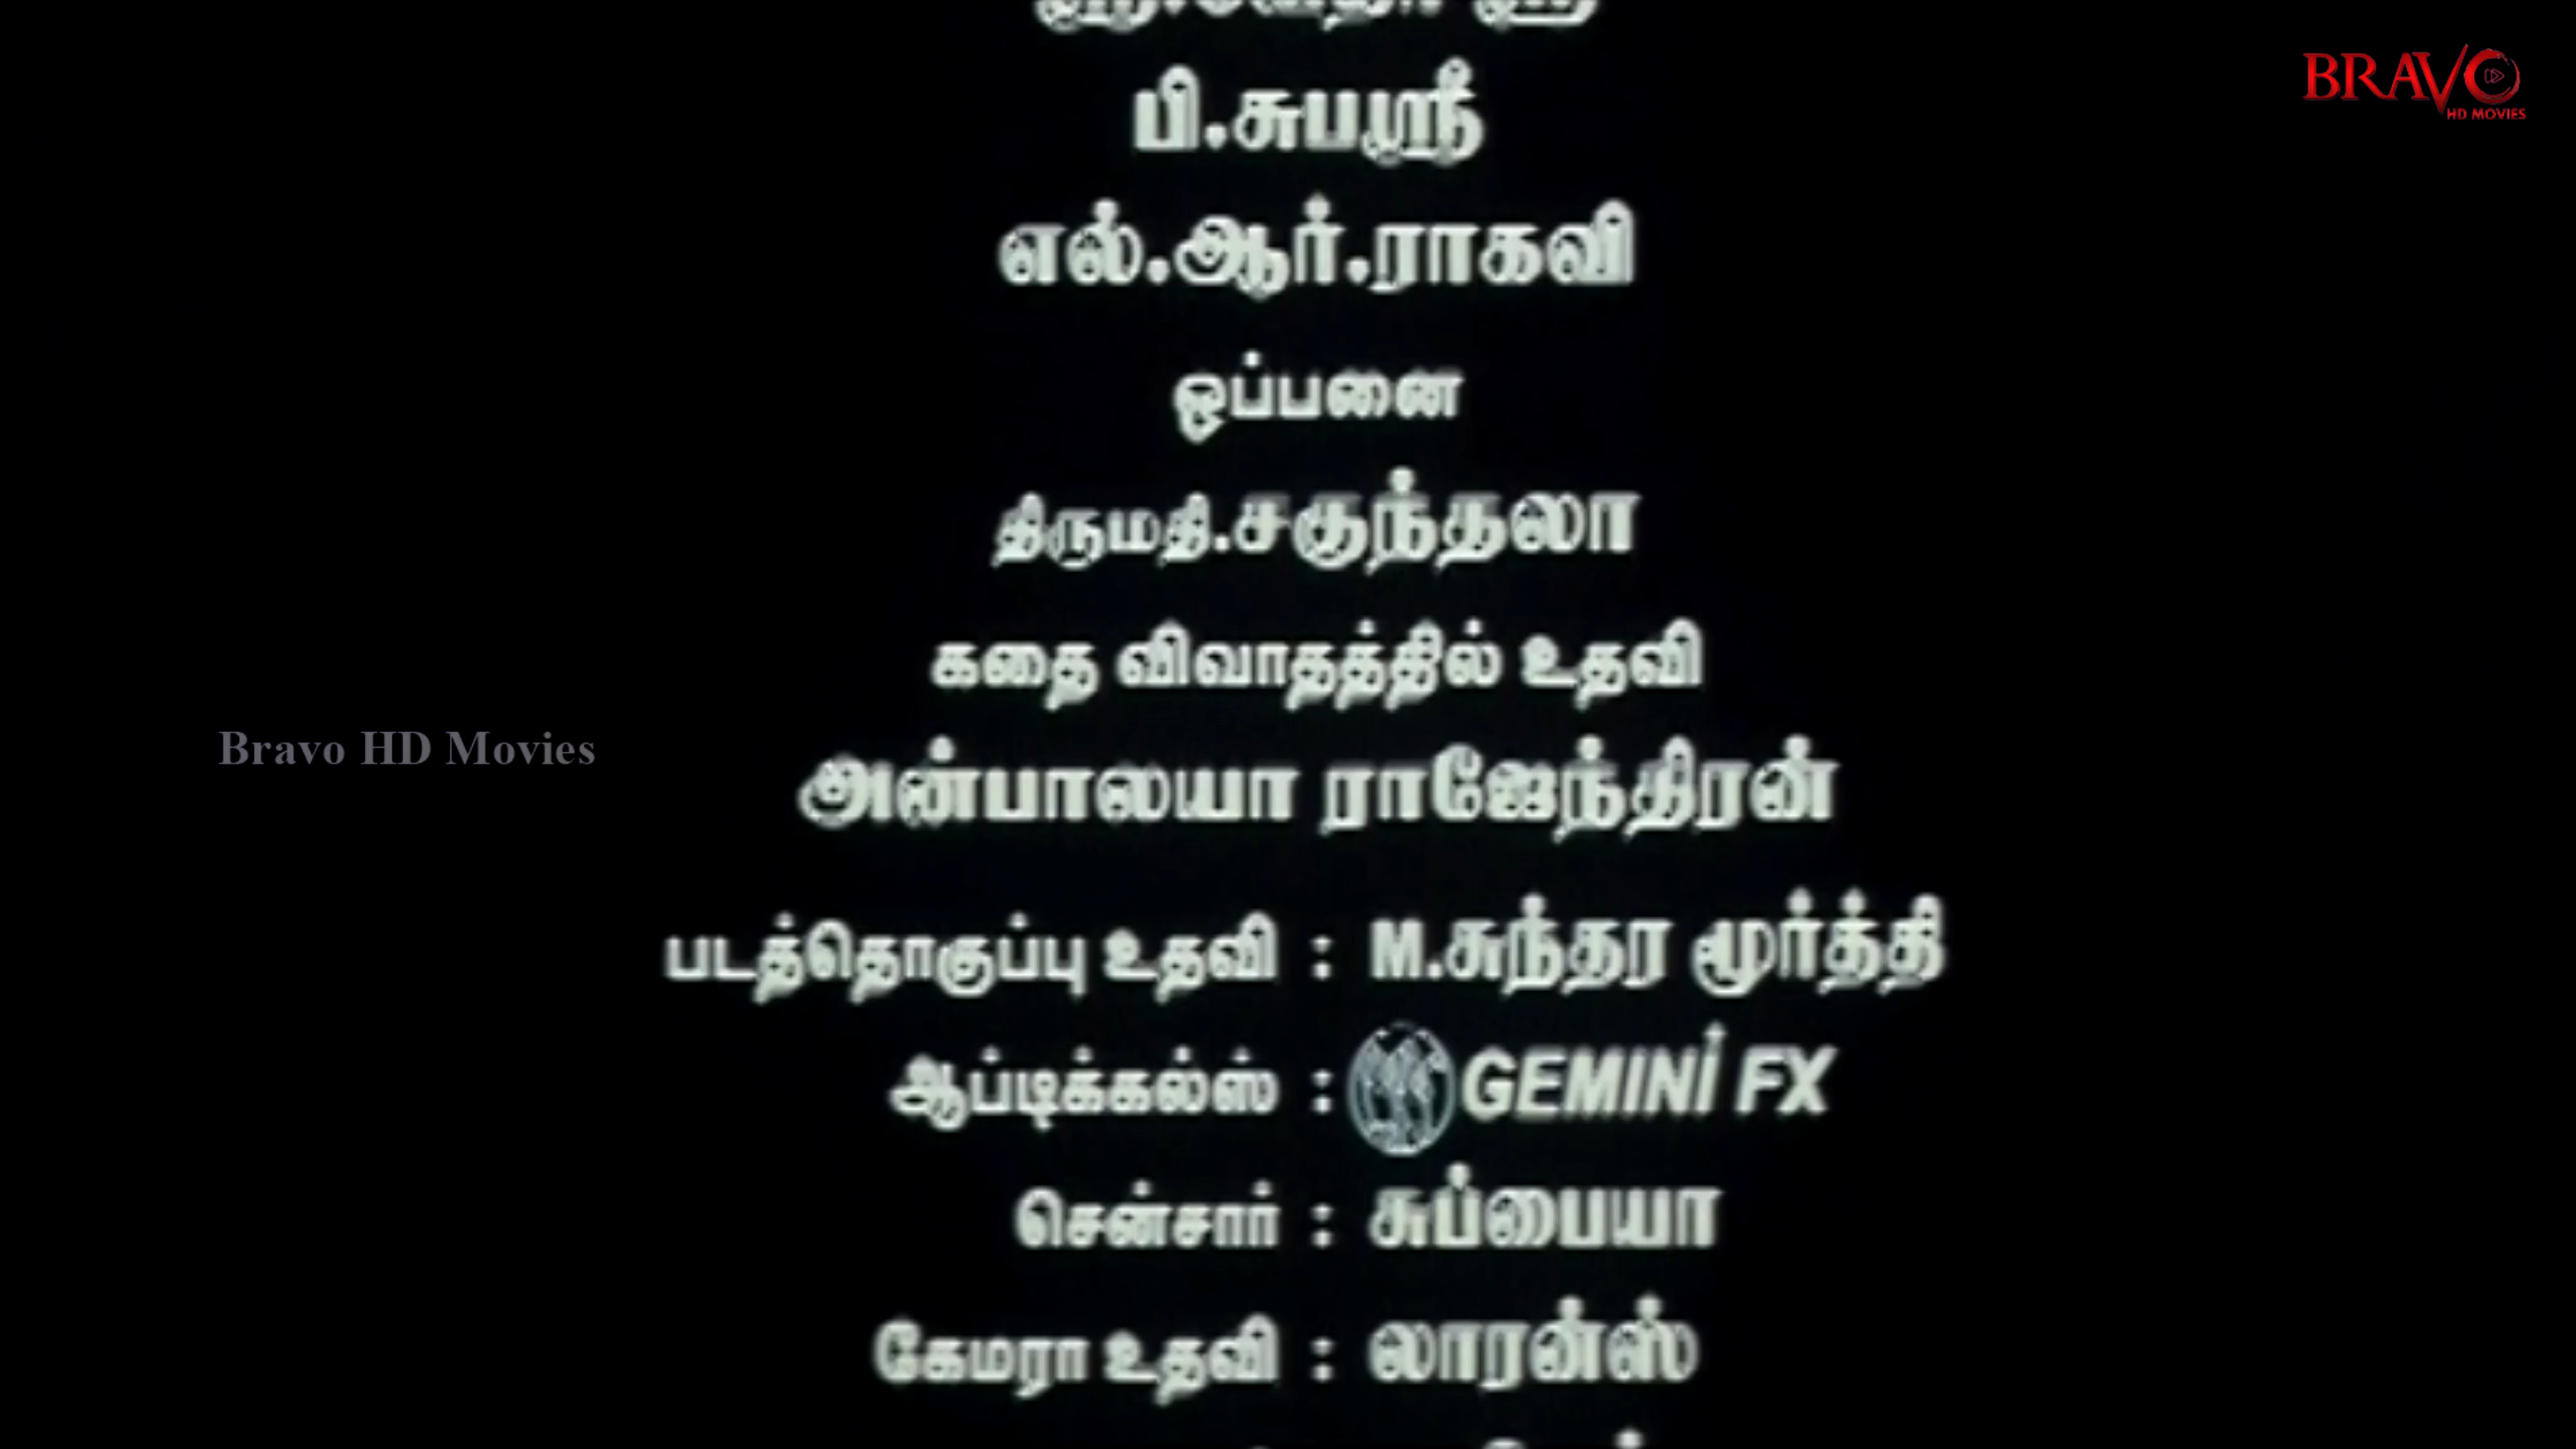 BRAVO
HD MOVIES
பி.சுபஸ்ரீ
எல்.ஆர்.ராகவி
ஒப்பனை
திருமதி.சகுந்தலா
கதை விவாதத்தில் உதவி
Bravo HD Movies
அன்பாலயா ராஜேந்திரன்
படத்தொகுப்பு உதவி : M.சுந்தர மூர்த்தி
ஆப்டிக்கல்ஸ் : GEMINI FX
சென்சார் : சுப்பையா
கேமரா உதவி : லாரன்ஸ்